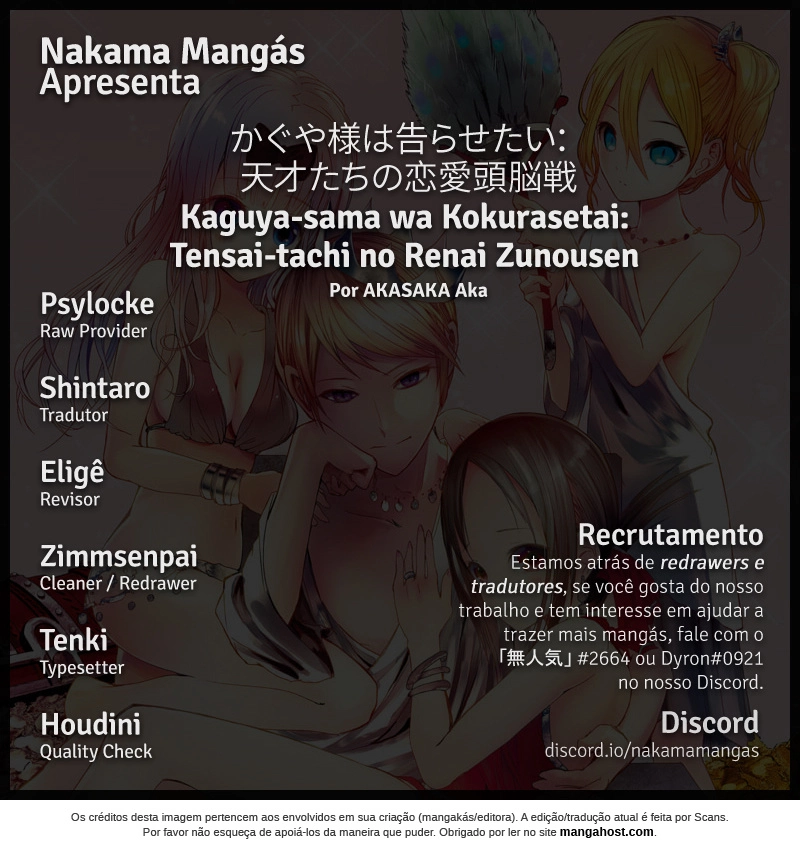 Nakama Mangás
Apresenta
かぐや様は告らせたい:
天才たちの恋愛頭脳戦
Kaguya-sama wa Kokurasetai:
Tensai-tachi no Renai Zunousen
Por AKASAKA Aka
Psylocke
Raw Provider
Shintaro
Tradutor
Eligê
Revisor
Zimmsenpai
Cleaner / Redrawer
Tenki
Typesetter
Houdini
Quality Check
Recrutamento
Estamos atrás de redrawers e
tradutores, se você gosta do nosso
trabalho e tem interesse em ajudar a
trazer mais mangás, fale com o
「無人気」 #2664 ou Dyron#0921
no nosso Discord.
Discord
discord.io/nakamamangas
Os créditos desta imagem pertencem aos envolvidos em sua criação (mangakás/editora). A edição/tradução atual é feita por Scans.
Por favor não esqueça de apoiá-los da maneira que puder. Obrigado por ler no site mangahost.com.